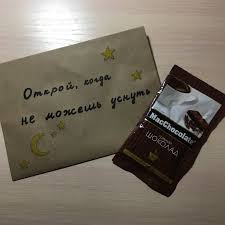 Открой, когда
не можешь уснуть
MacChocolate
ШОКОЛАД